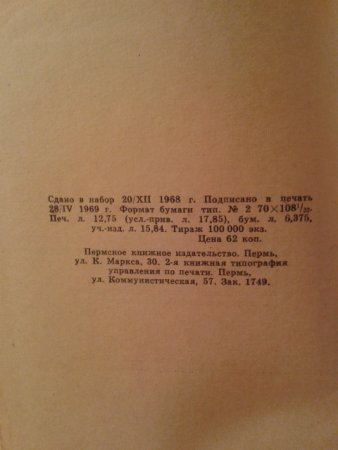 Сдано в набор 20/XII 1968 г. Подписано в печать
28/IV 1969 г. Формат бумаги тип. № 2 70×108¹/₃₂.
Печ. л. 12,75 (усл.-прив. л. 17,85), бум. л. 6,375,
уч.-изд. л. 15,84. Тираж 100 000 экз.
Цена 62 коп.
Пермское книжное издательство. Пермь,
ул. К. Маркса, 30. 2-я книжная типография
управления по печати. Пермь,
ул. Коммунистическая, 57. Зак. 1749.